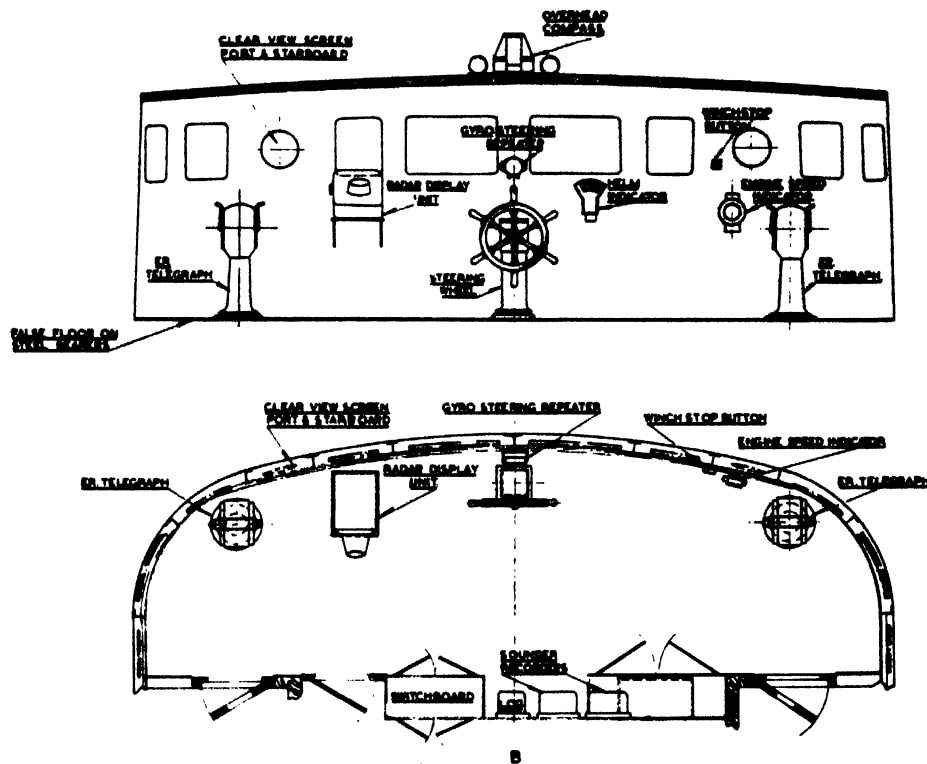 OVERHEAD
COMPASS
CLEAR VIEW SCREEN
PORT & STARBOARD
WINCH STOP
BUTTON
GYRO STEERING
REPEATER
RADAR DISPLAY
UNIT
HELM
INDICATOR
ENGINE SPEED
INDICATOR
ER
TELEGRAPH
STEERING
WHEEL
ER
TELEGRAPH
FALSE FLOOR ON
STEEL BEARERS
CLEAR VIEW SCREEN
PORT & STARBOARD
GYRO STEERING REPEATER
WINCH STOP BUTTON
ENGINE SPEED INDICATOR
RADAR DISPLAY
UNIT
ER TELEGRAPH
ER. TELEGRAPH
SOUNDER
RECORDERS
SWITCHBOARD
LOG
B